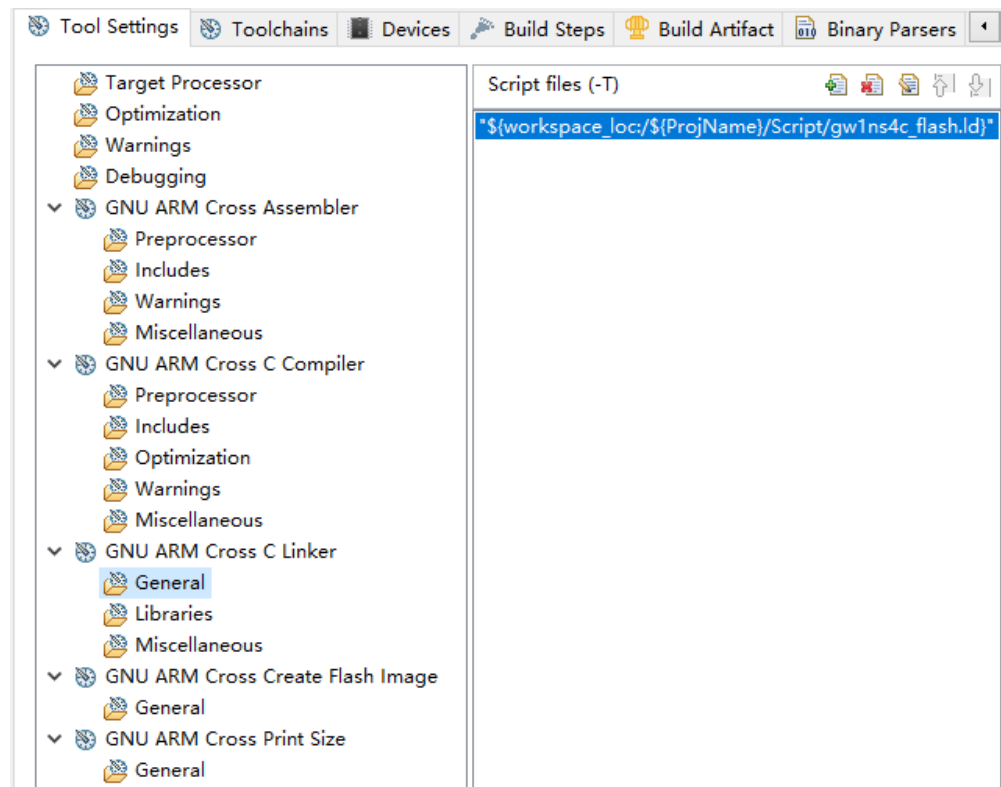 Tool Settings Toolchains Devices Build Steps Build Artifact Binary Parsers
Target Processor
Optimization
Warnings
Debugging
GNU ARM Cross Assembler
Preprocessor
Includes
Warnings
Miscellaneous
GNU ARM Cross C Compiler
Preprocessor
Includes
Optimization
Warnings
Miscellaneous
GNU ARM Cross C Linker
General
Libraries
Miscellaneous
GNU ARM Cross Create Flash Image
General
GNU ARM Cross Print Size
General
Script files (-T)
"${workspace_loc:/${ProjName}/Script/gw1ns4c_flash.ld}"